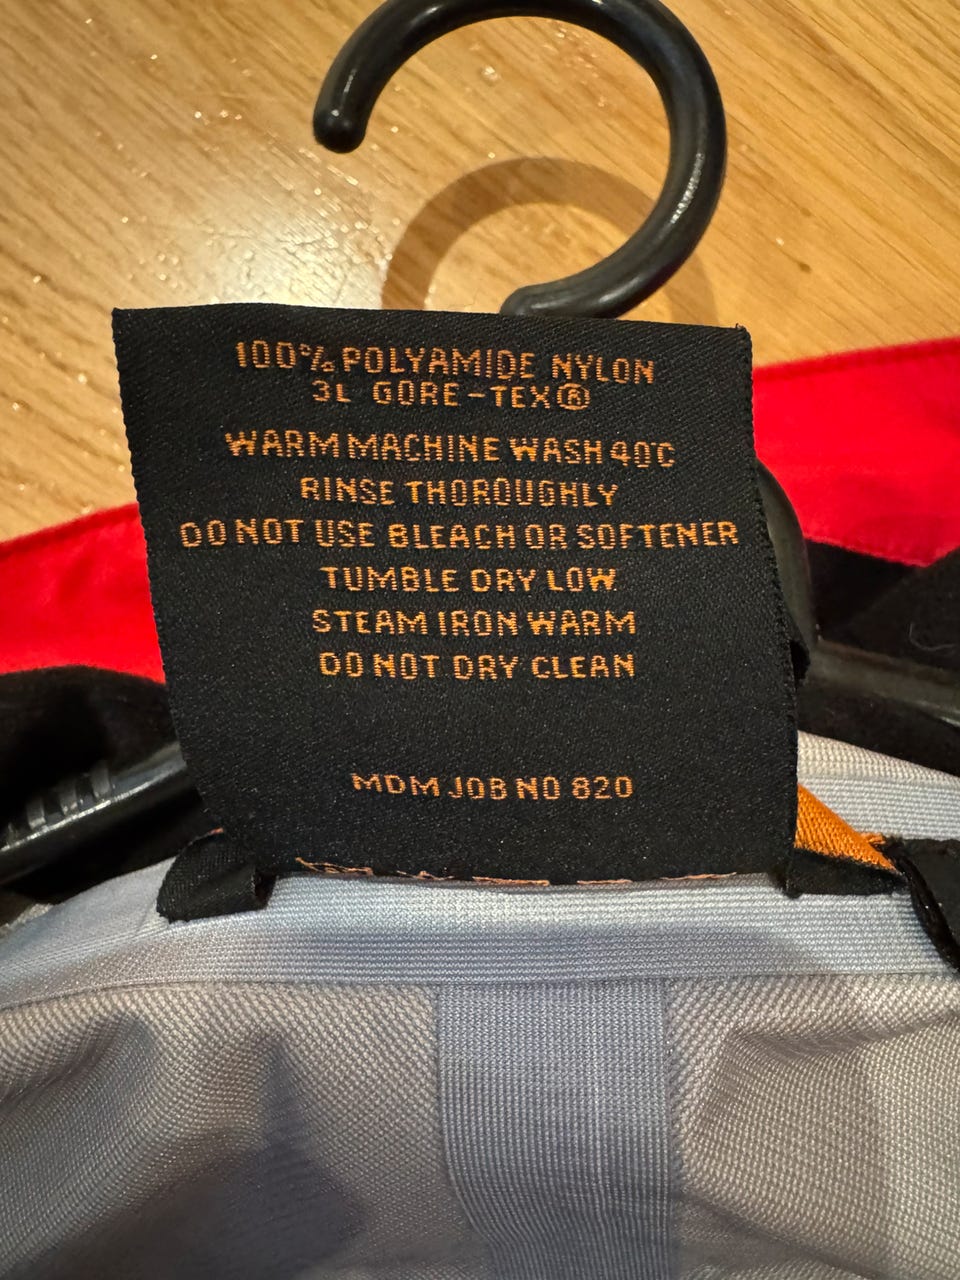 100% POLYAMIDE NYLON
3L GORE-TEX®
WARM MACHINE WASH 40°C
RINSE THOROUGHLY
DO NOT USE BLEACH OR SOFTENER
TUMBLE DRY LOW
STEAM IRON WARM
DO NOT DRY CLEAN
MDM JOB NO 820